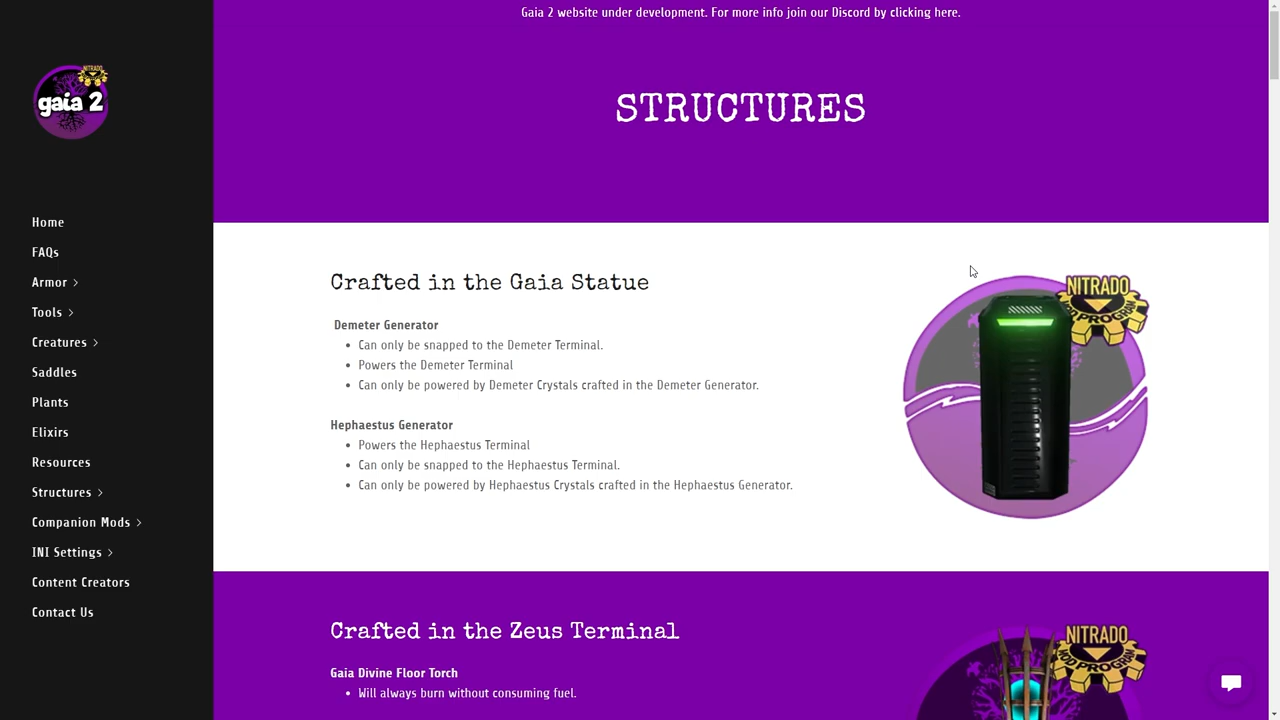 Gaia 2 website under development. For more info join our Discord by clicking here.
NITRADO
gaia 2
STRUCTURES
Home
FAQs
Armor
Tools
Creatures
Saddles
Plants
Elixirs
Resources
Structures
Companion Mods
INI Settings
Content Creators
Contact Us
Crafted in the Gaia Statue
Demeter Generator
• Can only be snapped to the Demeter Terminal.
• Powers the Demeter Terminal
• Can only be powered by Demeter Crystals crafted in the Demeter Generator.
Hephaestus Generator
• Powers the Hephaestus Terminal
• Can only be snapped to the Hephaestus Terminal.
• Can only be powered by Hephaestus Crystals crafted in the Hephaestus Generator.
NITRADO
Crafted in the Zeus Terminal
Gaia Divine Floor Torch
• Will always burn without consuming fuel.
NITRADO
MOD PROGRAM